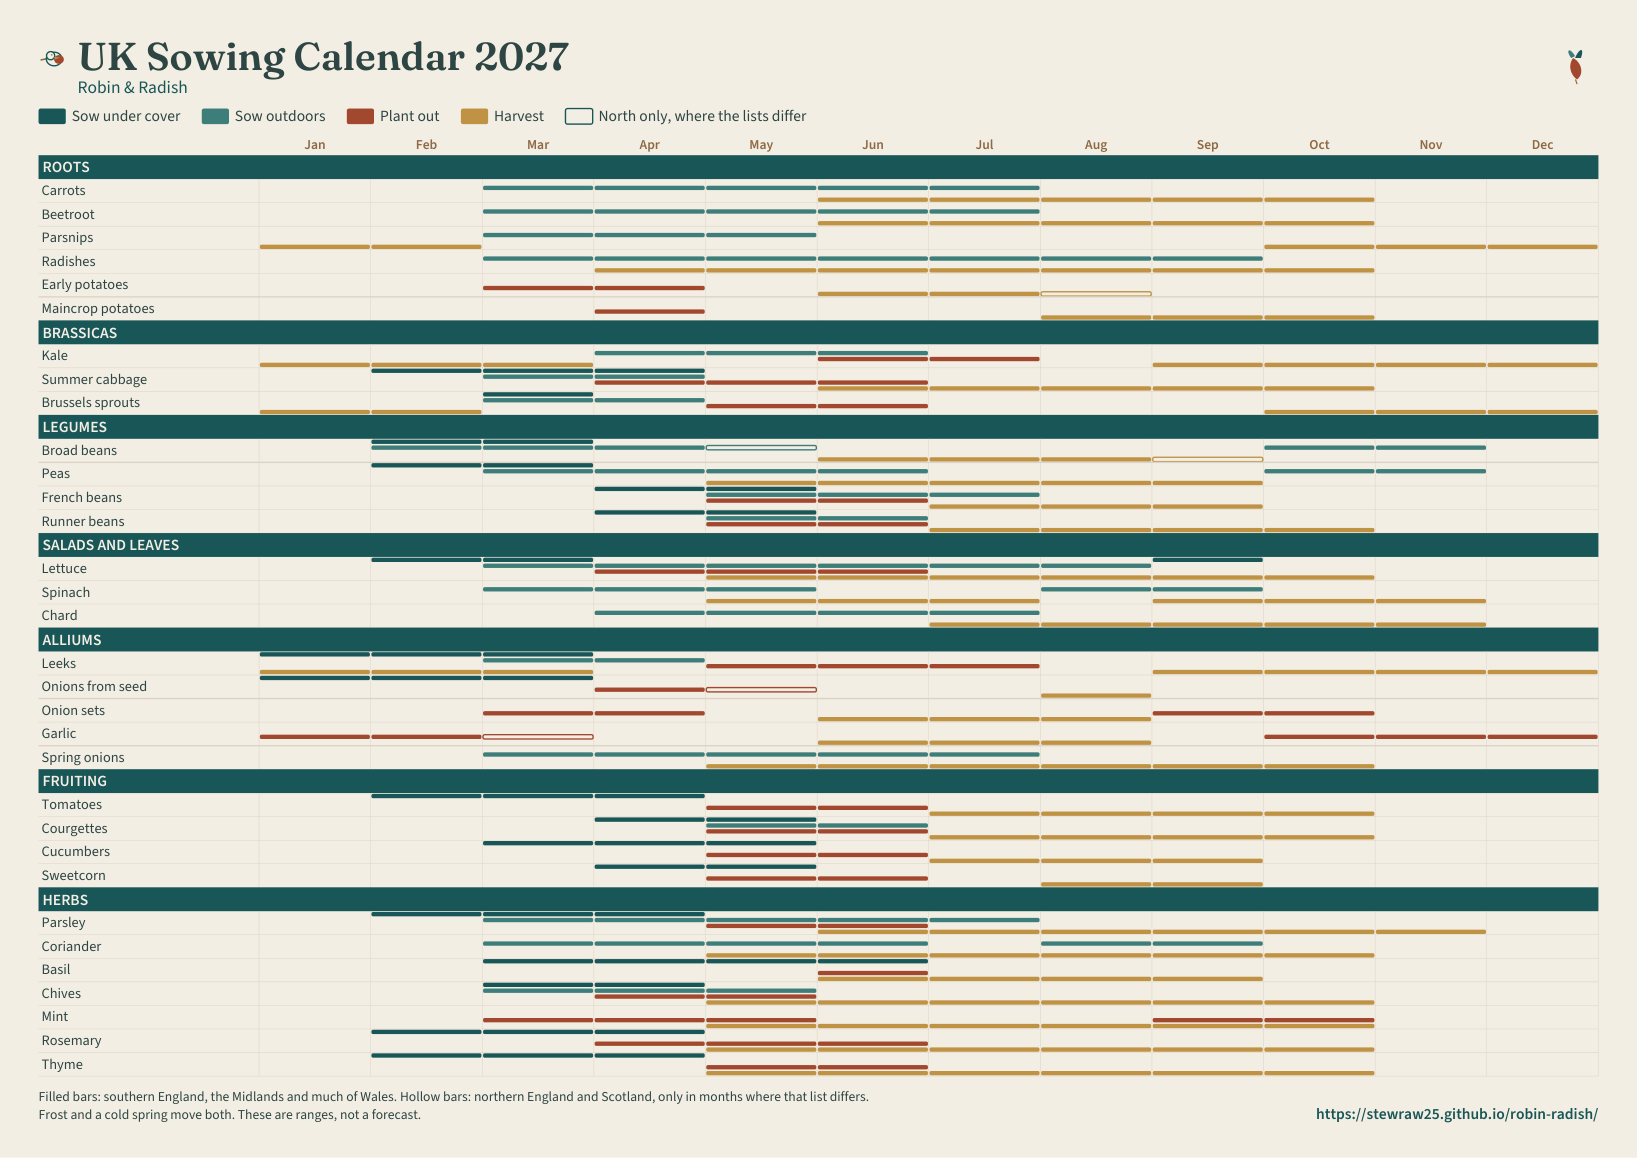 UK Sowing Calendar 2027
Robin & Radish
Sow under cover Sow outdoors Plant out Harvest North only, where the lists differ
Jan Feb Mar Apr May Jun Jul Aug Sep Oct Nov Dec
ROOTS
Carrots
Beetroot
Parsnips
Radishes
Early potatoes
Maincrop potatoes
BRASSICAS
Kale
Summer cabbage
Brussels sprouts
LEGUMES
Broad beans
Peas
French beans
Runner beans
SALADS AND LEAVES
Lettuce
Spinach
Chard
ALLIUMS
Leeks
Onions from seed
Onion sets
Garlic
Spring onions
FRUITING
Tomatoes
Courgettes
Cucumbers
Sweetcorn
HERBS
Parsley
Coriander
Basil
Chives
Mint
Rosemary
Thyme
Filled bars: southern England, the Midlands and much of Wales. Hollow bars: northern England and Scotland, only in months where that list differs.
Frost and a cold spring move both. These are ranges, not a forecast.
https://stewraw25.github.io/robin-radish/